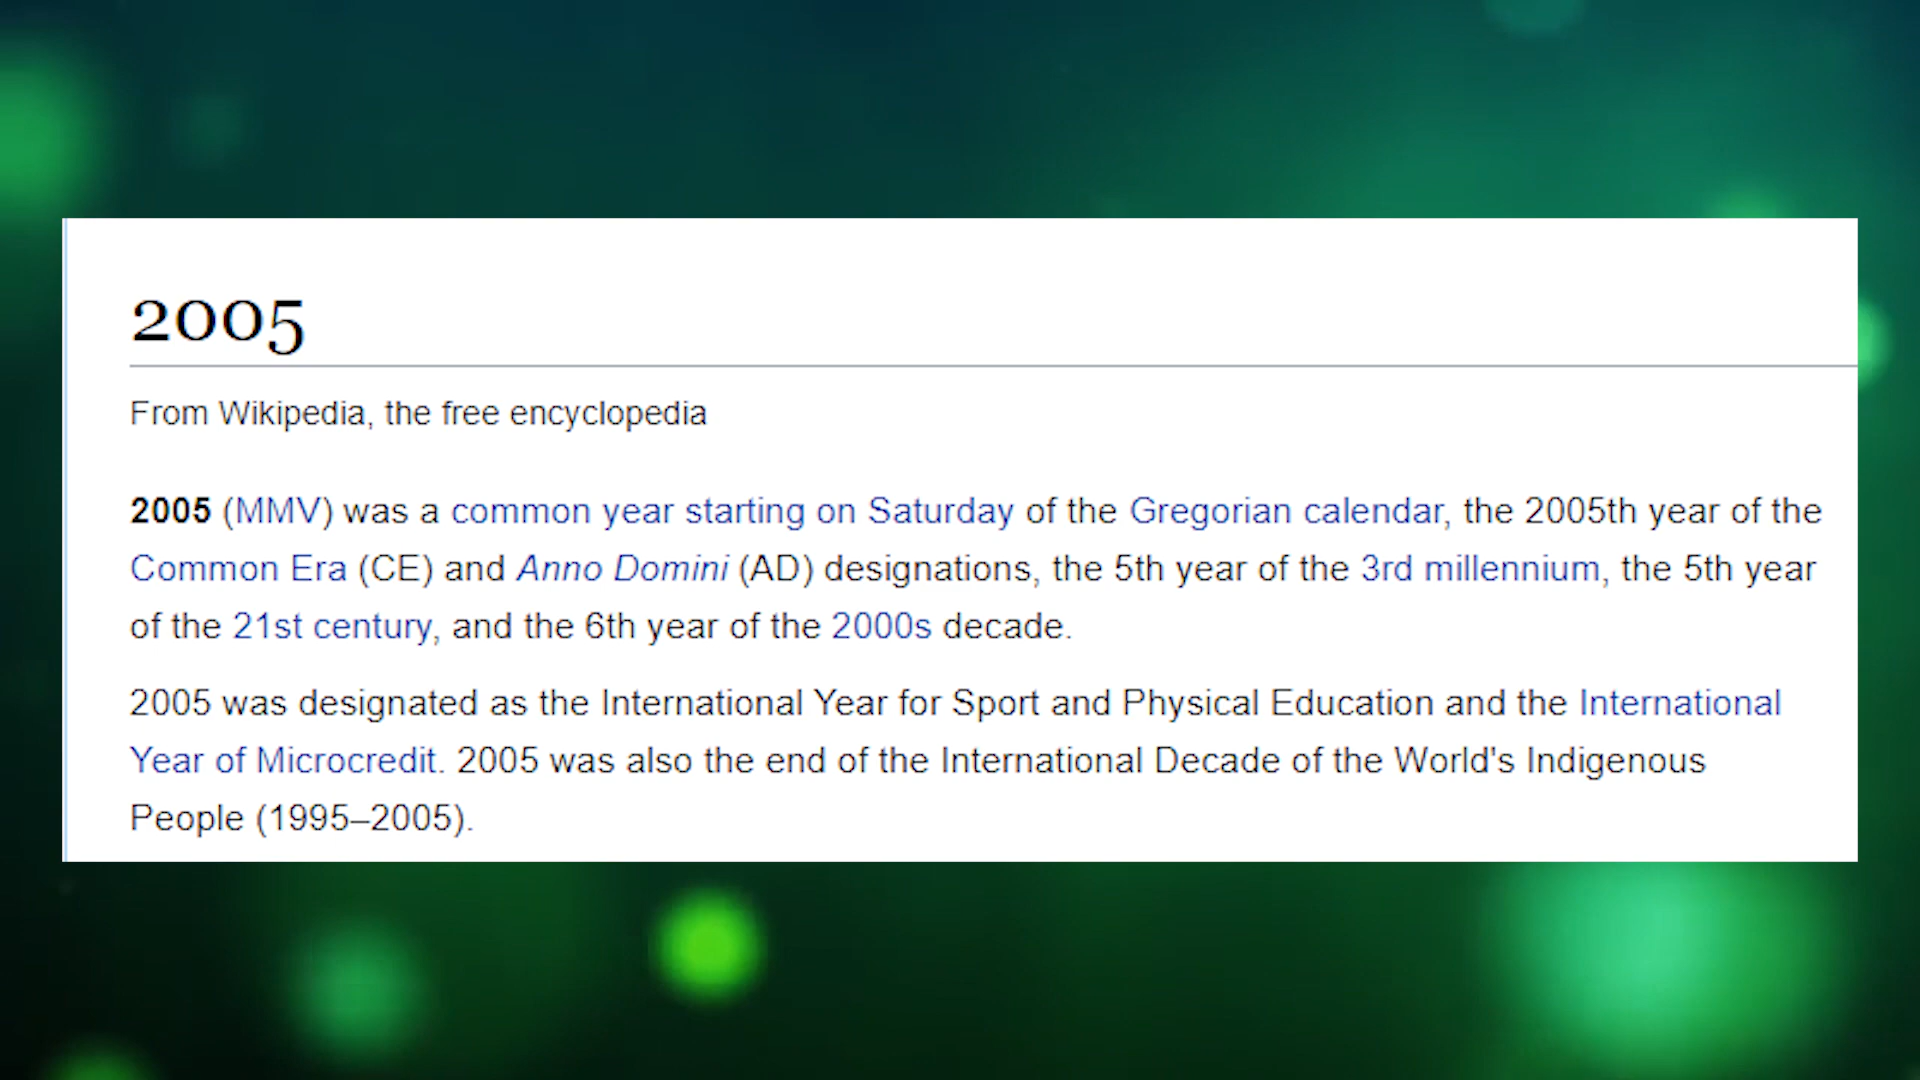 2005
From Wikipedia, the free encyclopedia
2005 (MMV) was a common year starting on Saturday of the Gregorian calendar, the 2005th year of the
Common Era (CE) and Anno Domini (AD) designations, the 5th year of the 3rd millennium, the 5th year
of the 21st century, and the 6th year of the 2000s decade.
2005 was designated as the International Year for Sport and Physical Education and the International
Year of Microcredit. 2005 was also the end of the International Decade of the World's Indigenous
People (1995–2005).